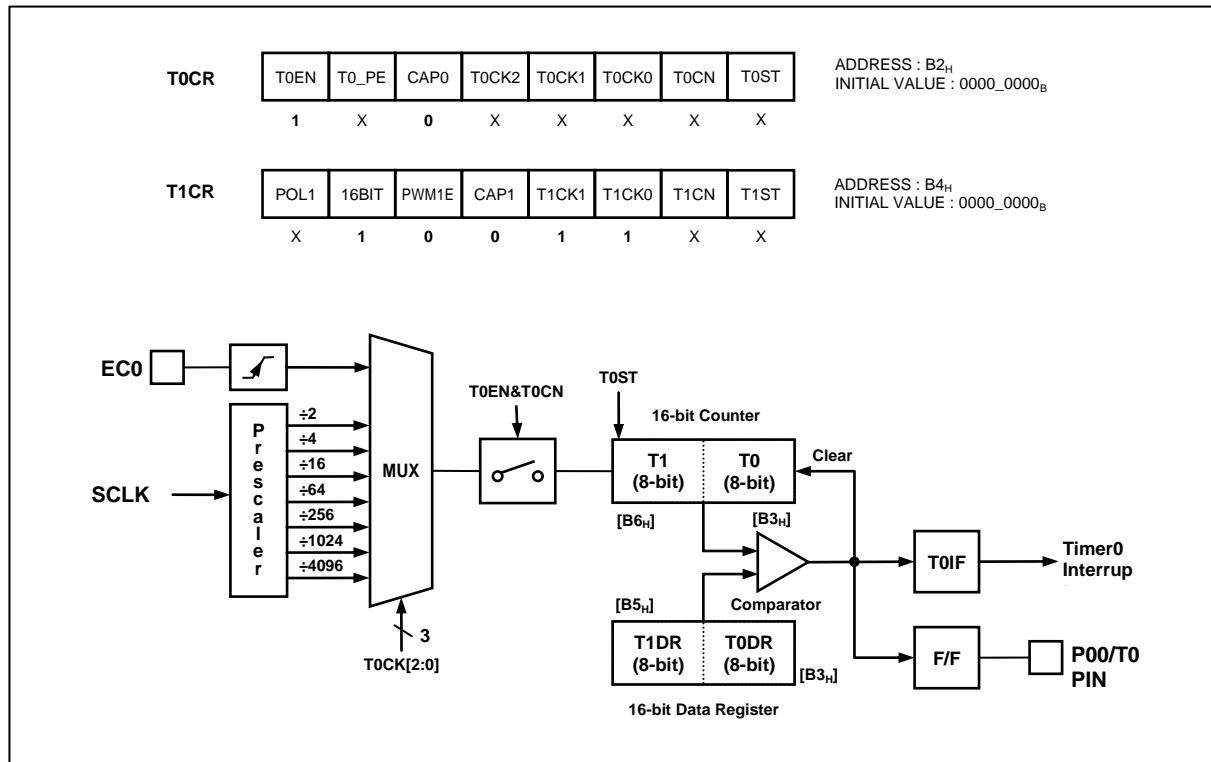 T0CR T0EN T0_PE CAP0 T0CK2 T0CK1 T0CK0 T0CN T0ST
ADDRESS : B2H
INITIAL VALUE : 0000_0000B
1 X 0 X X X X X
T1CR POL1 16BIT PWM1E CAP1 T1CK1 T1CK0 T1CN T1ST
ADDRESS : B4H
INITIAL VALUE : 0000_0000B
X 1 0 0 1 1 X X
EC0
SCLK
Prescaler
÷2
÷4
÷16
÷64
÷256
÷1024
÷4096
MUX
3
T0CK[2:0]
T0EN&T0CN
T0ST
16-bit Counter
T1
(8-bit)
T0
(8-bit)
Clear
[B6H]
[B3H]
Comparator
[B5H]
T1DR
(8-bit)
T0DR
(8-bit)
[B3H]
16-bit Data Register
T0IF
Timer0
Interrup
F/F
P00/T0
PIN